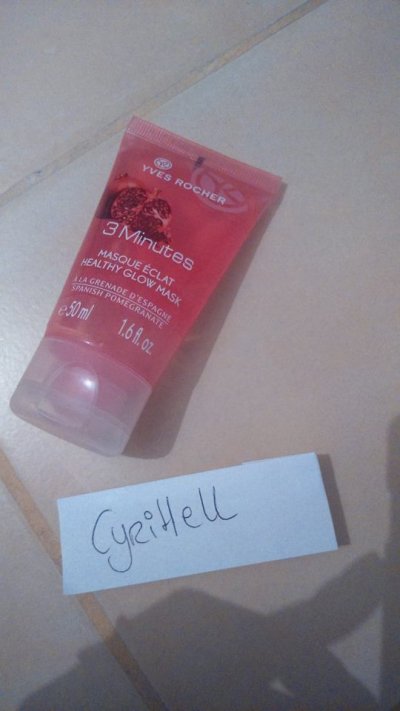 YVES ROCHER
3 Minutes
MASQUE ÉCLAT
HEALTHY GLOW MASK
À LA GRENADE D'ESPAGNE
SPANISH POMEGRANATE
e50 ml 1.6 fl. oz.
CyriHell